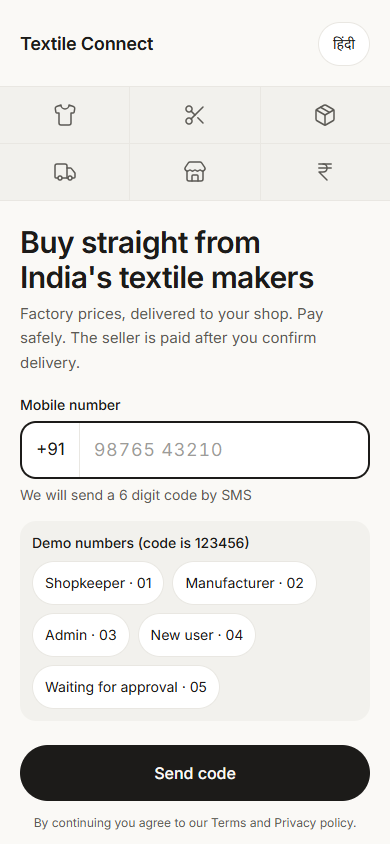 Textile Connect
हिंदी
Buy straight from
India's textile makers
Factory prices, delivered to your shop. Pay
safely. The seller is paid after you confirm
delivery.
Mobile number
+91 98765 43210
We will send a 6 digit code by SMS
Demo numbers (code is 123456)
Shopkeeper · 01 Manufacturer · 02
Admin · 03 New user · 04
Waiting for approval · 05
Send code
By continuing you agree to our Terms and Privacy policy.